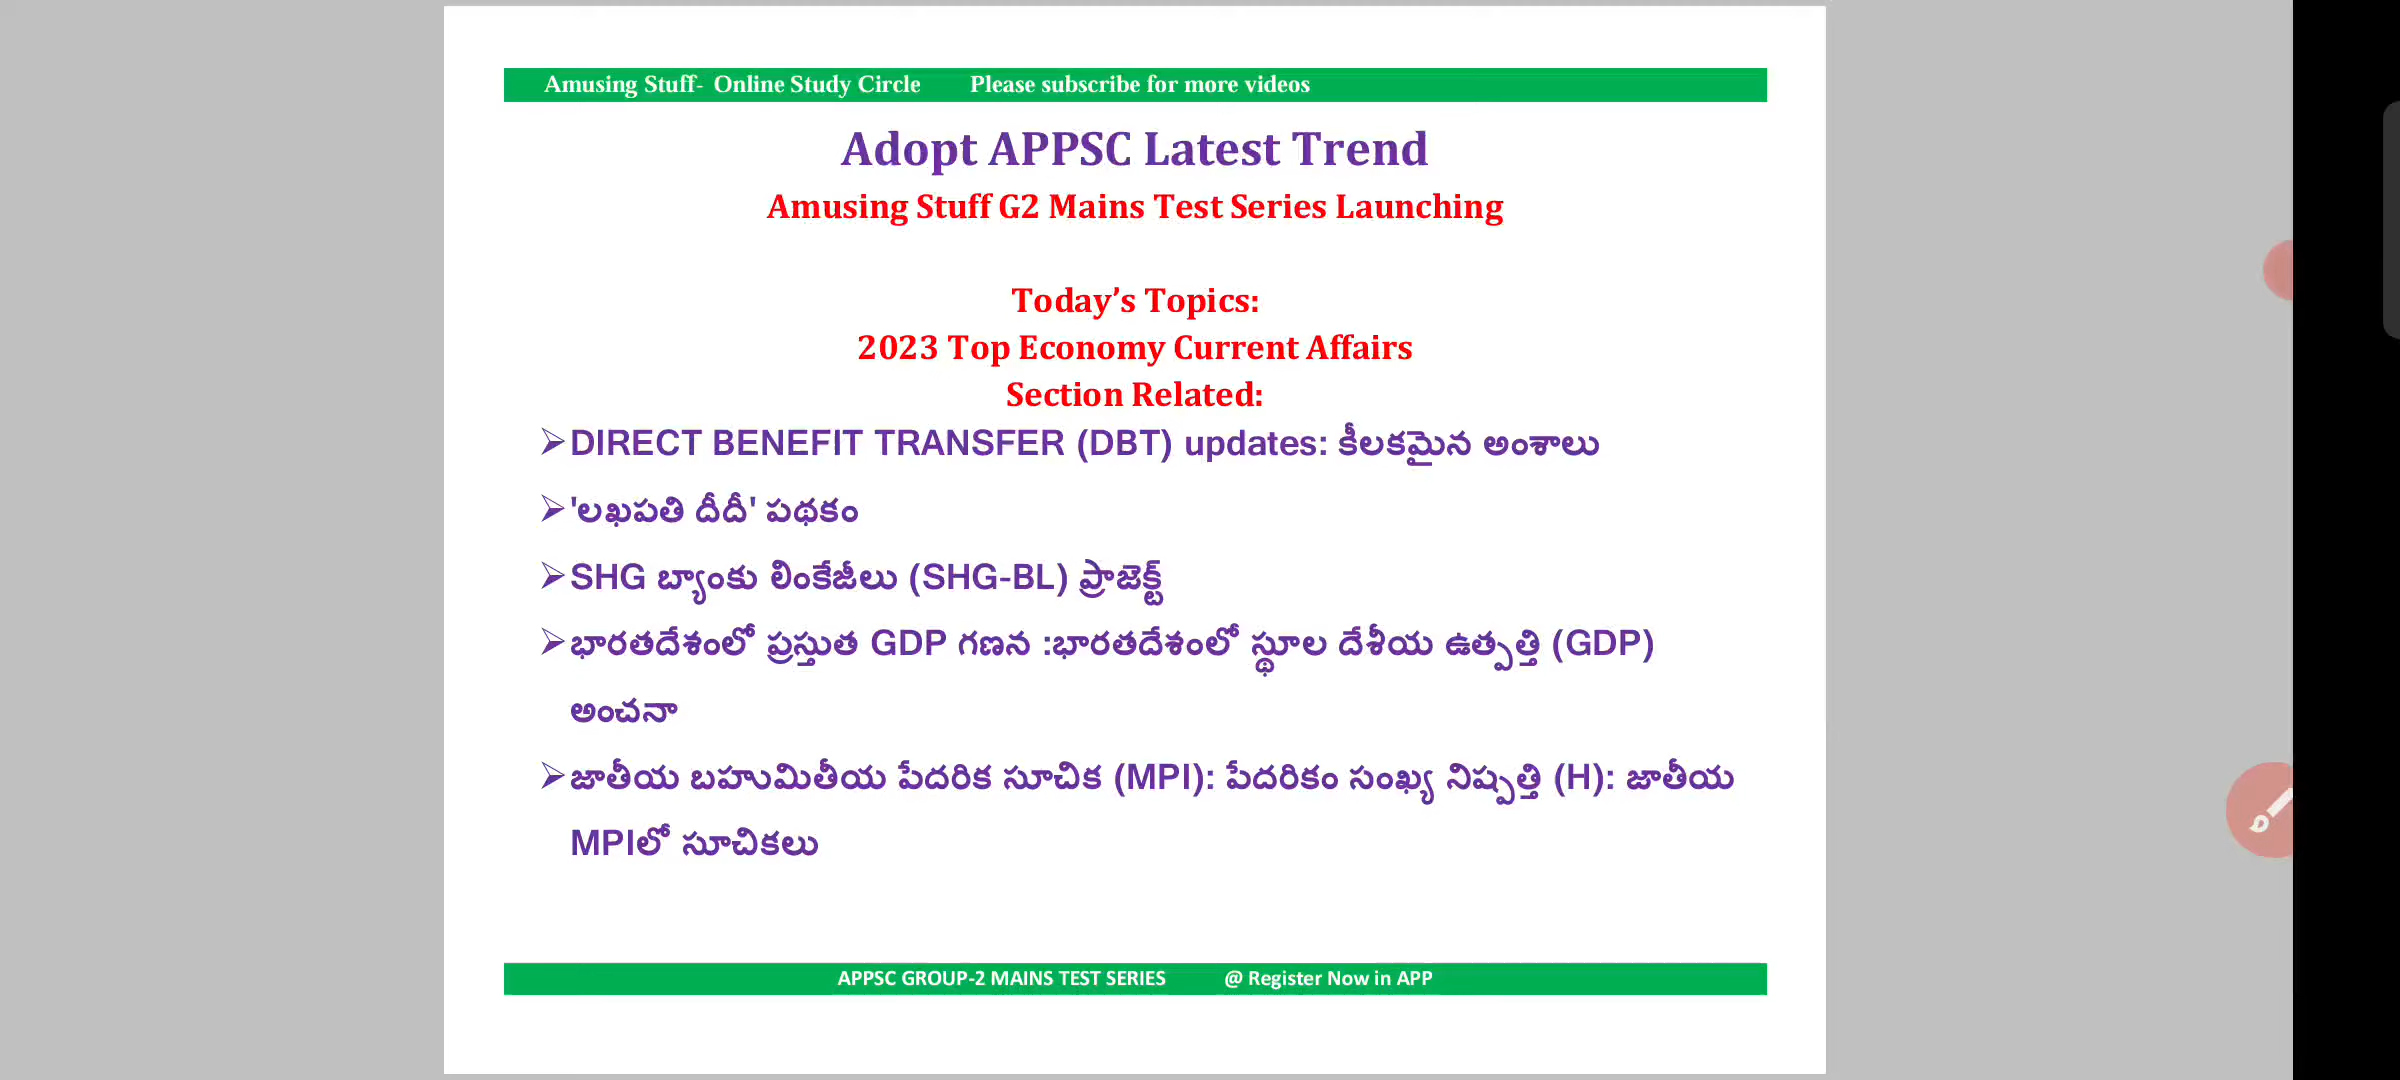 Amusing Stuff- Online Study Circle Please subscribe for more videos
Adopt APPSC Latest Trend
Amusing Stuff G2 Mains Test Series Launching
Today’s Topics:
2023 Top Economy Current Affairs
Section Related:
➢DIRECT BENEFIT TRANSFER (DBT) updates: కీలకమైన అంశాలు
➢'లఖపతి దీదీ' పథకం
➢SHG బ్యాంకు లింకేజీలు (SHG-BL) ప్రాజెక్ట్
➢భారతదేశంలో ప్రస్తుత GDP గణన :భారతదేశంలో స్థూల దేశీయ ఉత్పత్తి (GDP)
అంచనా
➢జాతీయ బహుమితీయ పేదరిక సూచిక (MPI): పేదరికం సంఖ్య నిష్పత్తి (H): జాతీయ
MPIలో సూచికలు
APPSC GROUP-2 MAINS TEST SERIES @ Register Now in APP